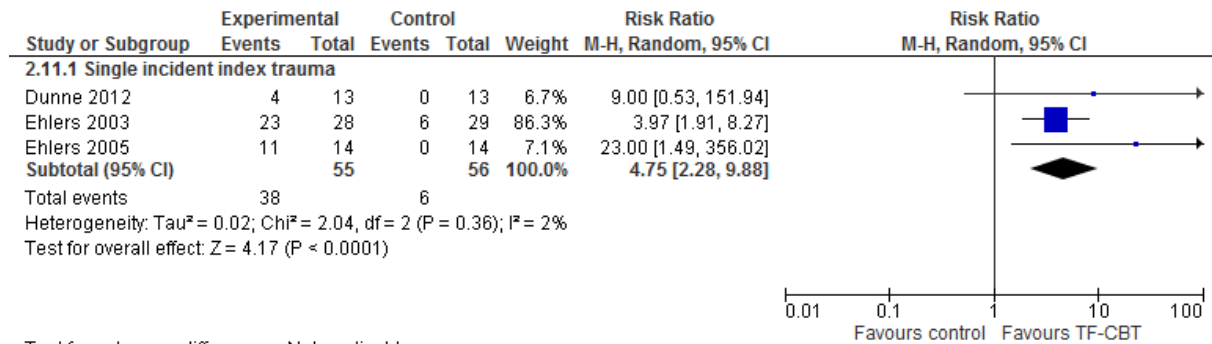 Experimental Control Risk Ratio Risk Ratio
Study or Subgroup Events Total Events Total Weight M-H, Random, 95% CI M-H, Random, 95% CI
2.11.1 Single incident index trauma
Dunne 2012 4 13 0 13 6.7% 9.00 [0.53, 151.94]
Ehlers 2003 23 28 6 29 86.3% 3.97 [1.91, 8.27]
Ehlers 2005 11 14 0 14 7.1% 23.00 [1.49, 356.02]
Subtotal (95% CI) 55 56 100.0% 4.75 [2.28, 9.88]
Total events 38 6
Heterogeneity: Tau² = 0.02; Chi² = 2.04, df = 2 (P = 0.36); I² = 2%
Test for overall effect: Z = 4.17 (P < 0.0001)
0.01 0.1 1 10 100
Favours control Favours TF-CBT